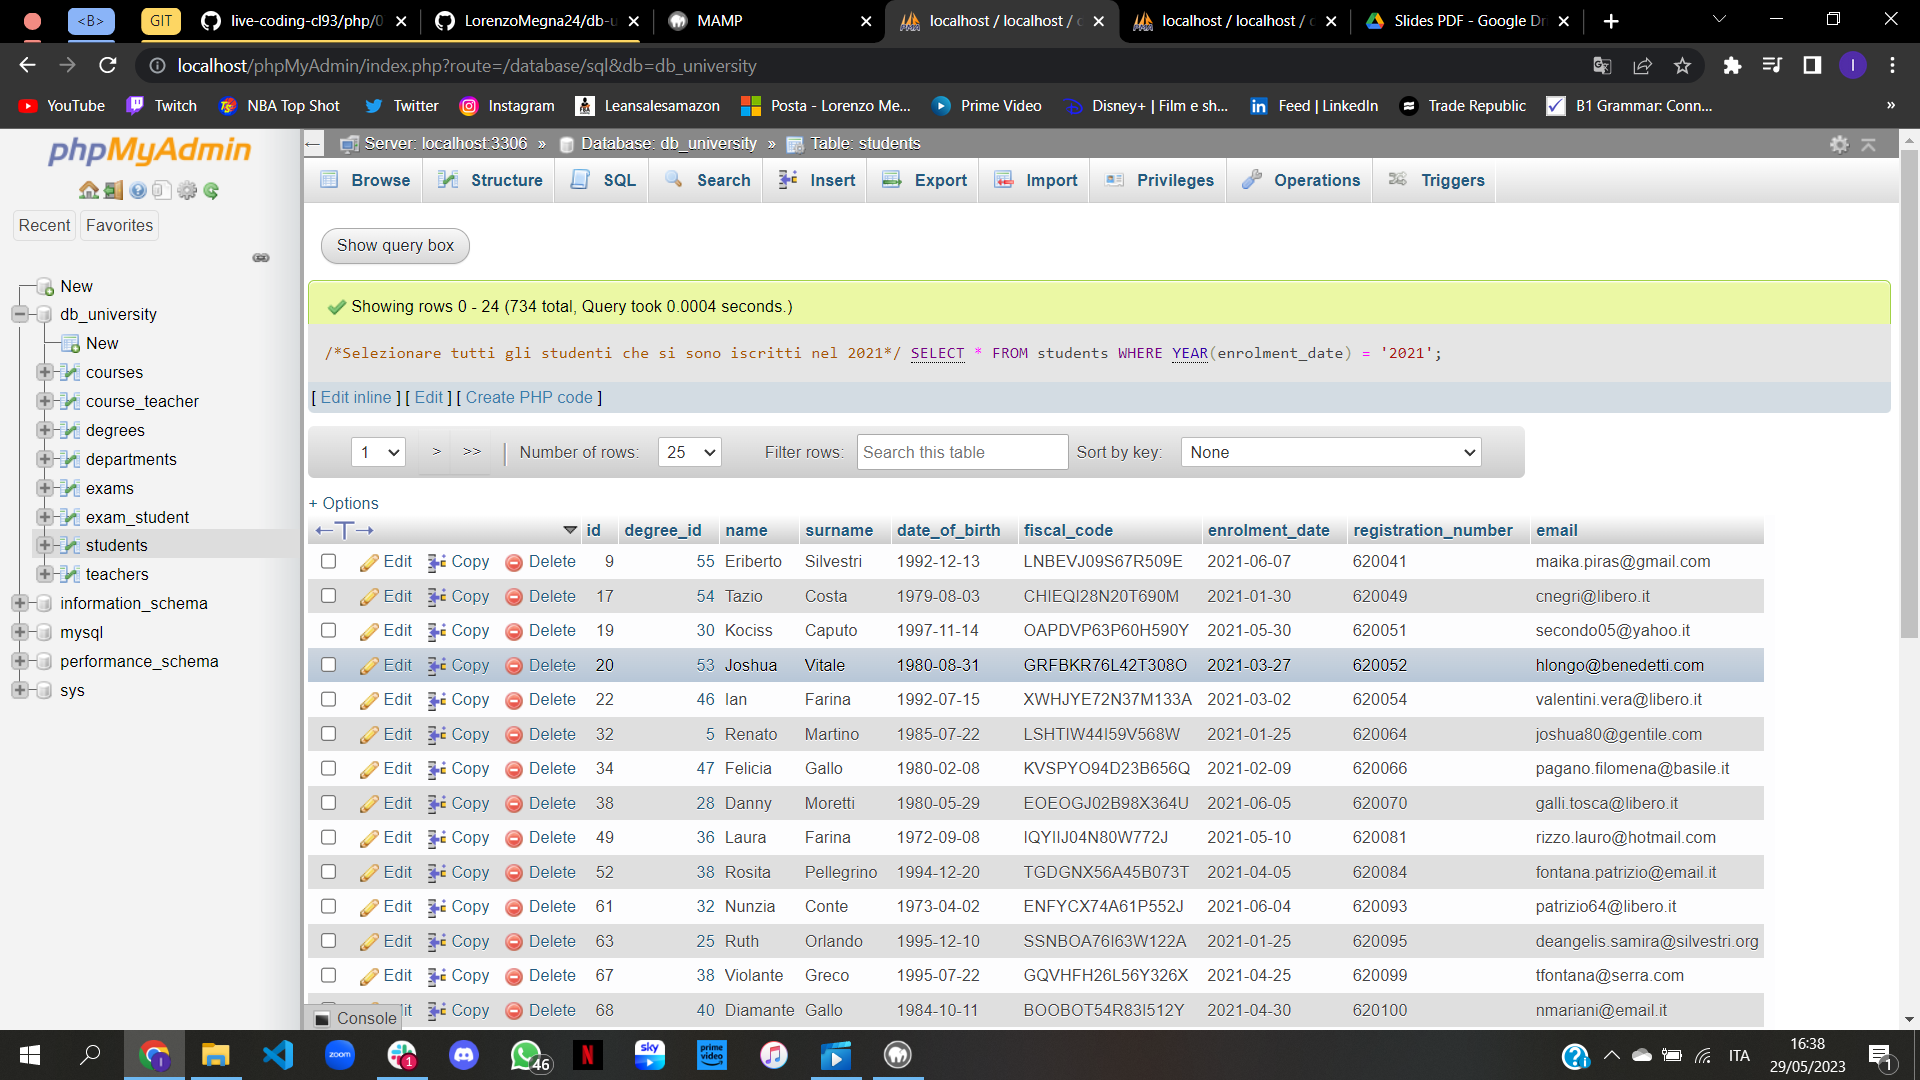 <B> GIT live-coding-cl93/php/0 LorenzoMegna24/db-u MAMP localhost / localhost / c localhost / localhost / c Slides PDF - Google Dr
localhost/phpMyAdmin/index.php?route=/database/sql&db=db_university I
YouTube Twitch NBA Top Shot Twitter Instagram Leansalesamazon Posta - Lorenzo Me... Prime Video Disney+ | Film e sh... Feed | LinkedIn Trade Republic B1 Grammar: Conn... »
phpMyAdmin
Recent Favorites
New
db_university
New
courses
course_teacher
degrees
departments
exams
exam_student
students
teachers
information_schema
mysql
performance_schema
sys
Server: localhost:3306 » Database: db_university » Table: students
Browse Structure SQL Search Insert Export Import Privileges Operations Triggers
Show query box
Showing rows 0 - 24 (734 total, Query took 0.0004 seconds.)
/*Selezionare tutti gli studenti che si sono iscritti nel 2021*/ SELECT * FROM students WHERE YEAR(enrolment_date) = '2021';
[ Edit inline ] [ Edit ] [ Create PHP code ]
1 > >> | Number of rows: 25 Filter rows: Search this table Sort by key: None
+ Options
←T→ id degree_id name surname date_of_birth fiscal_code enrolment_date registration_number email
Edit Copy Delete 9 55 Eriberto Silvestri 1992-12-13 LNBEVJ09S67R509E 2021-06-07 620041 maika.piras@gmail.com
Edit Copy Delete 17 54 Tazio Costa 1979-08-03 CHIEQI28N20T690M 2021-01-30 620049 cnegri@libero.it
Edit Copy Delete 19 30 Kociss Caputo 1997-11-14 OAPDVP63P60H590Y 2021-05-30 620051 secondo05@yahoo.it
Edit Copy Delete 20 53 Joshua Vitale 1980-08-31 GRFBKR76L42T308O 2021-03-27 620052 hlongo@benedetti.com
Edit Copy Delete 22 46 Ian Farina 1992-07-15 XWHJYE72N37M133A 2021-03-02 620054 valentini.vera@libero.it
Edit Copy Delete 32 5 Renato Martino 1985-07-22 LSHTIW44I59V568W 2021-01-25 620064 joshua80@gentile.com
Edit Copy Delete 34 47 Felicia Gallo 1980-02-08 KVSPYO94D23B656Q 2021-02-09 620066 pagano.filomena@basile.it
Edit Copy Delete 38 28 Danny Moretti 1980-05-29 EOEOGJ02B98X364U 2021-06-05 620070 galli.tosca@libero.it
Edit Copy Delete 49 36 Laura Farina 1972-09-08 IQYIIJ04N80W772J 2021-05-10 620081 rizzo.lauro@hotmail.com
Edit Copy Delete 52 38 Rosita Pellegrino 1994-12-20 TGDGNX56A45B073T 2021-04-05 620084 fontana.patrizio@email.it
Edit Copy Delete 61 32 Nunzia Conte 1973-04-02 ENFYCX74A61P552J 2021-06-04 620093 patrizio64@libero.it
Edit Copy Delete 63 25 Ruth Orlando 1995-12-10 SSNBOA76I63W122A 2021-01-25 620095 deangelis.samira@silvestri.org
Edit Copy Delete 67 38 Violante Greco 1995-07-22 GQVHFH26L56Y326X 2021-04-25 620099 tfontana@serra.com
Copy Delete 68 40 Diamante Gallo 1984-10-11 BOOBOT54R83I512Y 2021-04-30 620100 nmariani@email.it
Console
zoom 1 46 N sky prime video ITA 16:38
29/05/2023 1